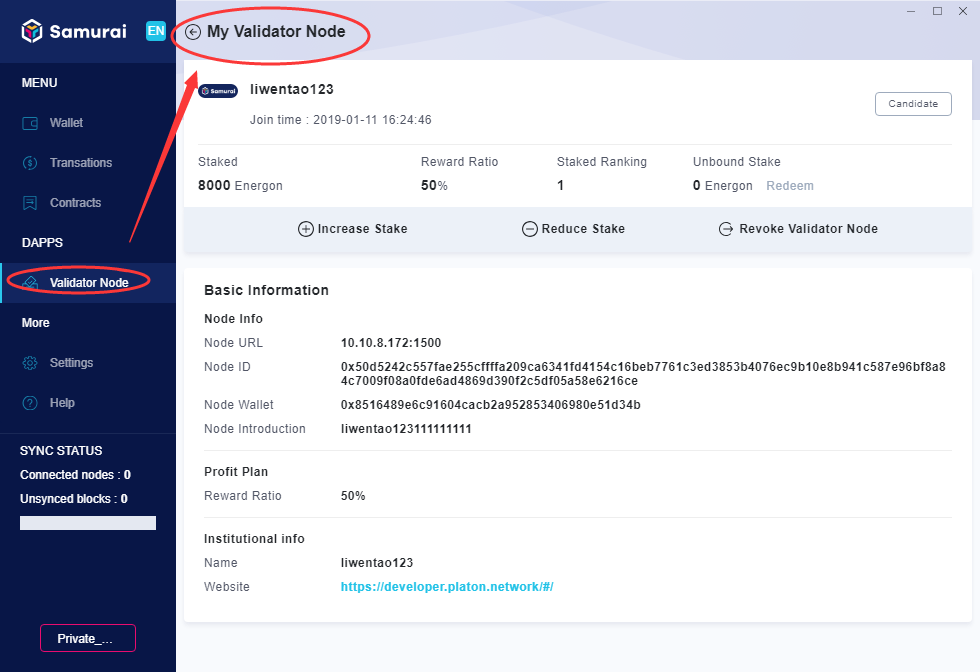 Samurai
EN
MENU
Wallet
Transations
Contracts
DAPPS
Validator Node
More
Settings
Help
SYNC STATUS
Connected nodes : 0
Unsynced blocks : 0
Private_...
My Validator Node
Samurai
liwentao123
Join time : 2019-01-11 16:24:46
Candidate
Staked Reward Ratio Staked Ranking Unbound Stake
8000 Energon 50% 1 0 Energon Redeem
Increase Stake Reduce Stake Revoke Validator Node
Basic Information
Node Info
Node URL 10.10.8.172:1500
Node ID 0x50d5242c557fae255cffffa209ca6341fd4154c16beb7761c3ed3853b4076ec9b10e8b941c587e96bf8a8
4c7009f08a0fde6ad4869d390f2c5df05a58e6216ce
Node Wallet 0x8516489e6c91604cacb2a952853406980e51d34b
Node Introduction liwentao123111111111
Profit Plan
Reward Ratio 50%
Institutional info
Name liwentao123
Website https://developer.platon.network/#/